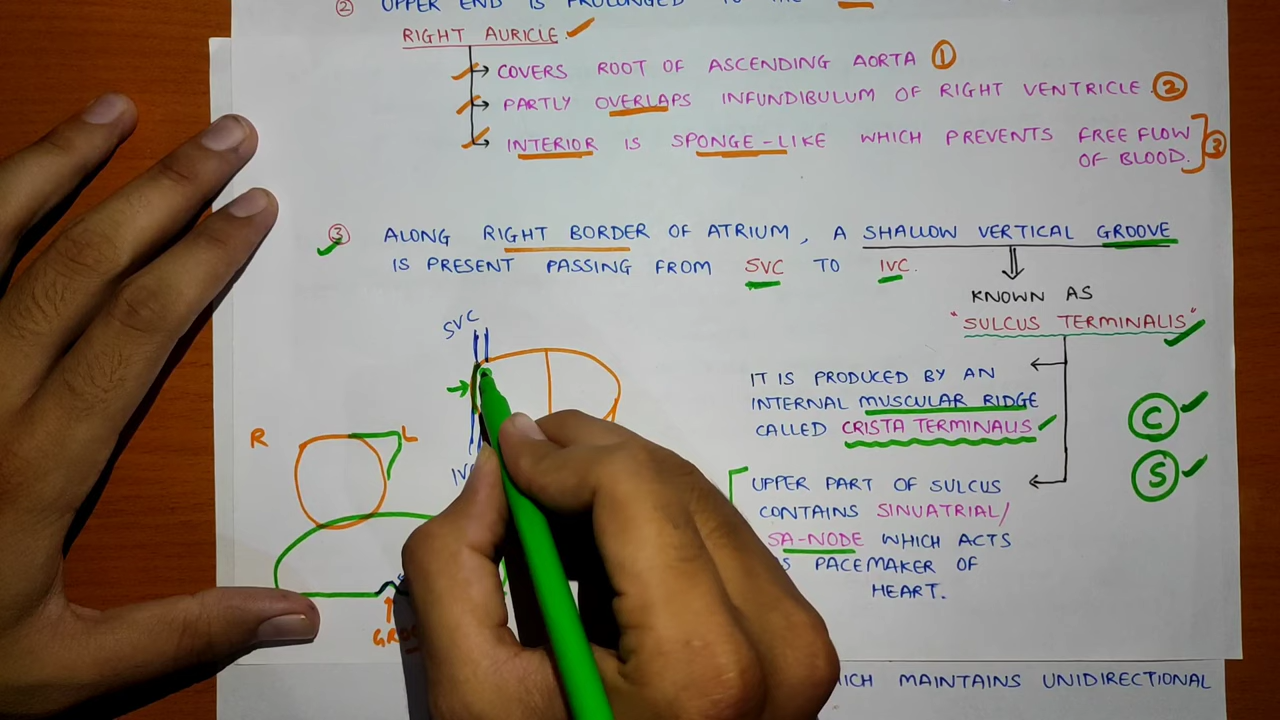 ② UPPER END IS PROLONGED TO THE
RIGHT AURICLE
→ COVERS ROOT OF ASCENDING AORTA ①
→ PARTLY OVERLAPS INFUNDIBULUM OF RIGHT VENTRICLE. ②
→ INTERIOR IS SPONGE-LIKE WHICH PREVENTS FREE FLOW
OF BLOOD. ③
③ ALONG RIGHT BORDER OF ATRIUM, A SHALLOW VERTICAL GROOVE
IS PRESENT PASSING FROM SVC TO IVC.
KNOWN AS
"SULCUS TERMINALIS"
SVC
IT IS PRODUCED BY AN
INTERNAL MUSCULAR RIDGE
CALLED CRISTA TERMINALIS
C
R
L
UPPER PART OF SULCUS
CONTAINS SINUATRIAL/
SA-NODE WHICH ACTS
PACEMAKER OF
HEART.
S
MAINTAINS UNIDIRECTIONAL